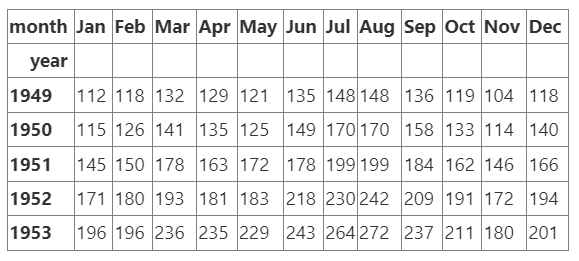 month Jan Feb Mar Apr May Jun Jul Aug Sep Oct Nov Dec
year
1949 112 118 132 129 121 135 148 148 136 119 104 118
1950 115 126 141 135 125 149 170 170 158 133 114 140
1951 145 150 178 163 172 178 199 199 184 162 146 166
1952 171 180 193 181 183 218 230 242 209 191 172 194
1953 196 196 236 235 229 243 264 272 237 211 180 201